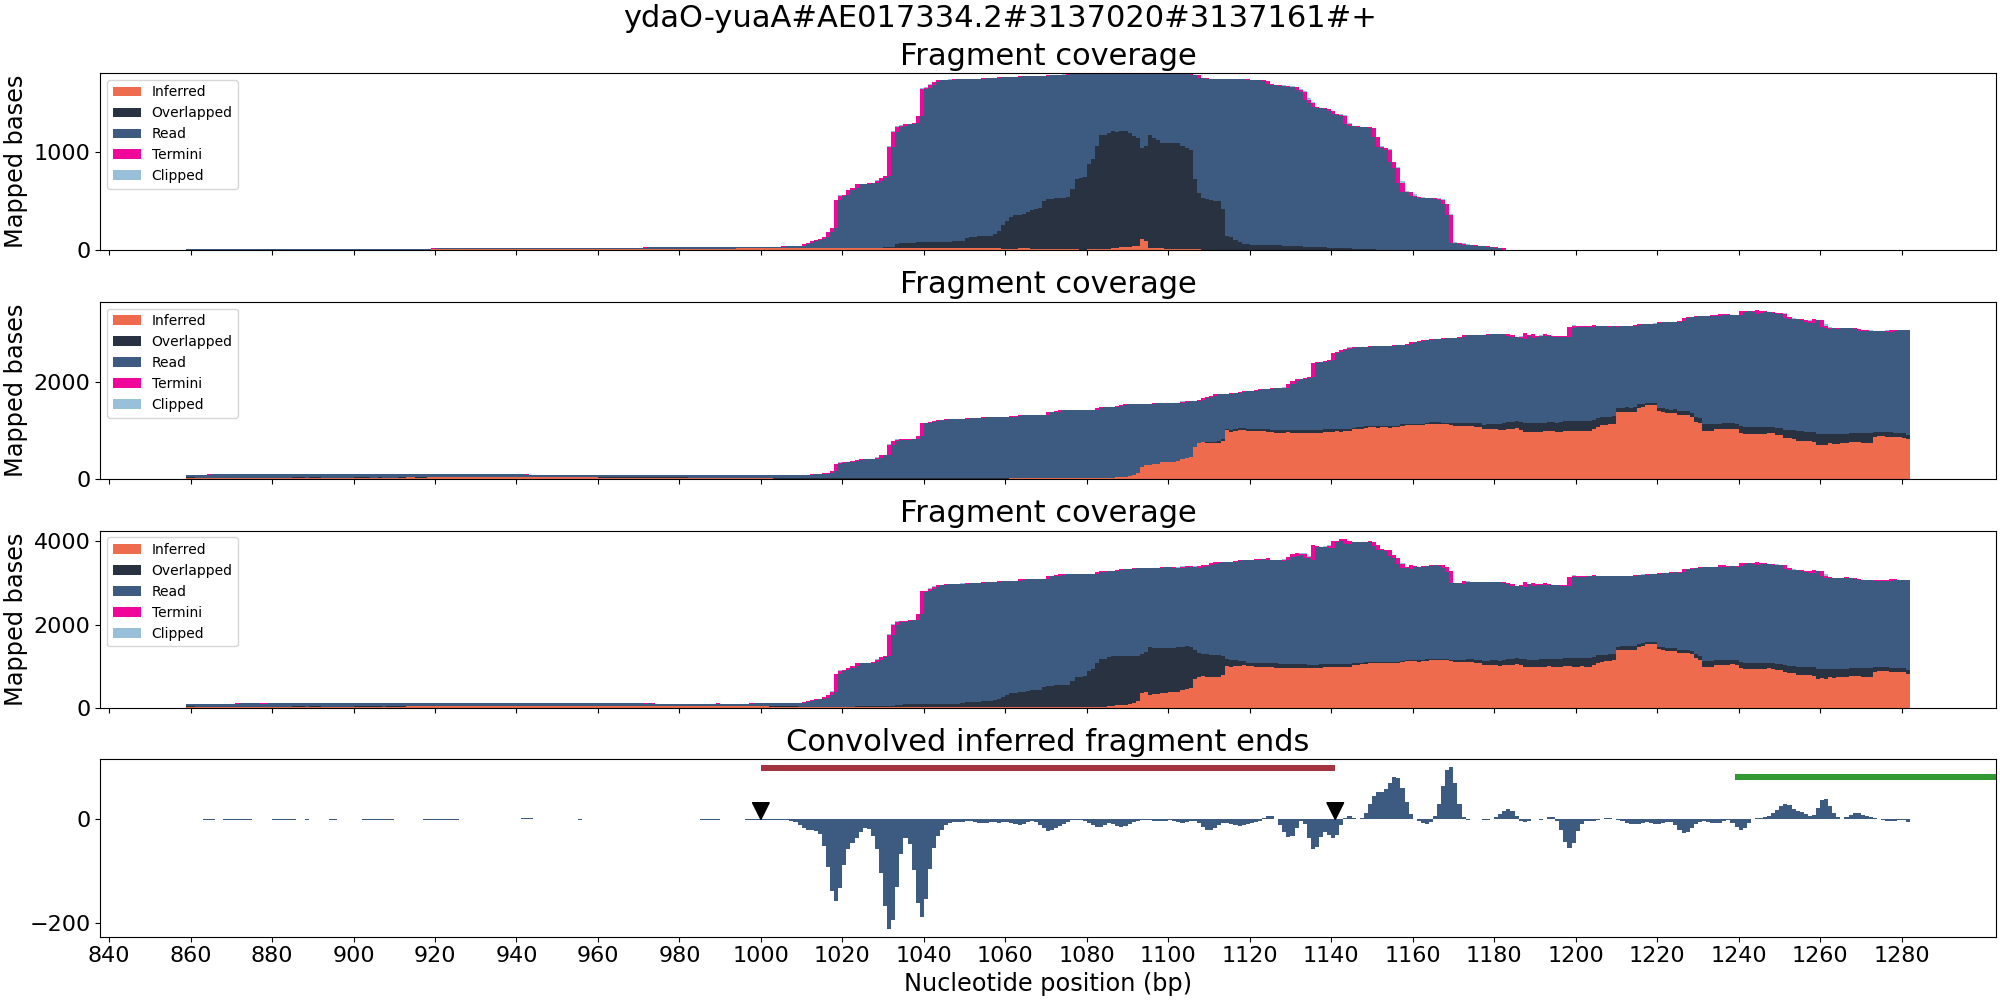 ydaO-yuaA#AE017334.2#3137020#3137161#+
Fragment coverage
Mapped bases
1000
0
Inferred
Overlapped
Read
Termini
Clipped
Fragment coverage
Mapped bases
2000
0
Inferred
Overlapped
Read
Termini
Clipped
Fragment coverage
Mapped bases
4000
2000
0
Inferred
Overlapped
Read
Termini
Clipped
Convolved inferred fragment ends
0
−200
840 860 880 900 920 940 960 980 1000 1020 1040 1060 1080 1100 1120 1140 1160 1180 1200 1220 1240 1260 1280
Nucleotide position (bp)